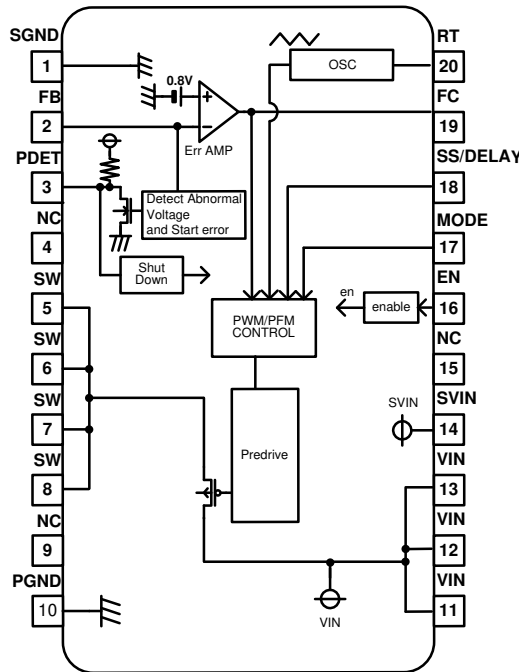 SGND
1
FB
2
PDET
3
NC
4
SW
5
SW
6
SW
7
SW
8
NC
9
PGND
10
0.8V
+
−
Err AMP
OSC
Detect Abnormal
Voltage
and Start error
Shut
Down
PWM/PFM
CONTROL
en
enable
SVIN
Predrive
VIN
RT
20
FC
19
SS/DELAY
18
MODE
17
EN
16
NC
15
SVIN
14
VIN
13
VIN
12
VIN
11